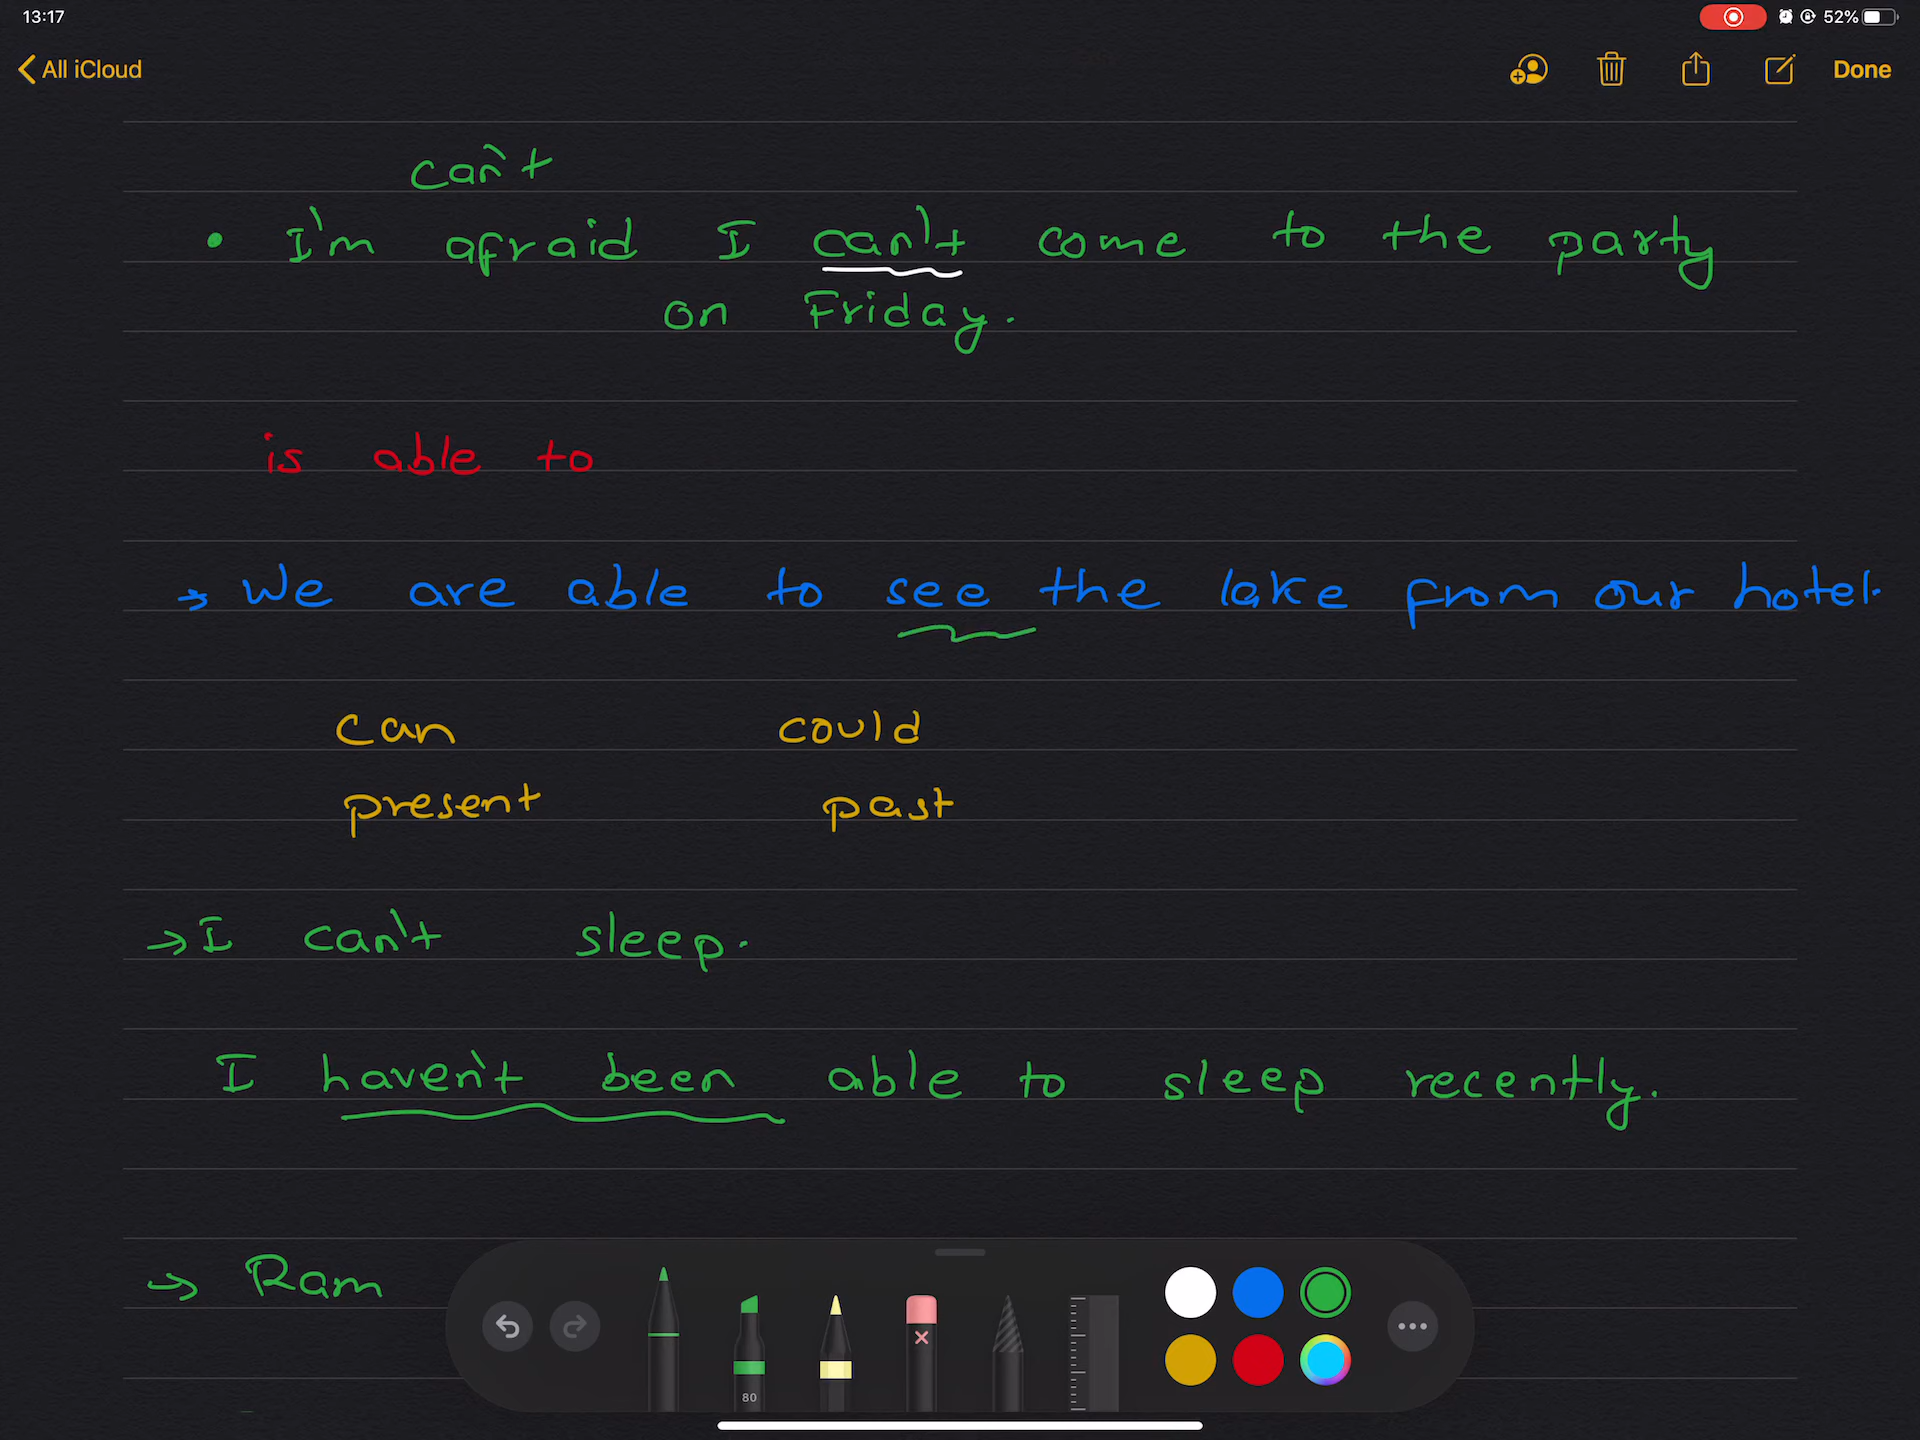 13:17
52%
All iCloud
Done
can't
• I'm afraid I can't come to the party
on Friday.
is able to
→ We are able to see the lake from our hotel.
can could
present past
→ I can't sleep.
I haven't been able to sleep recently.
→ Ram
80